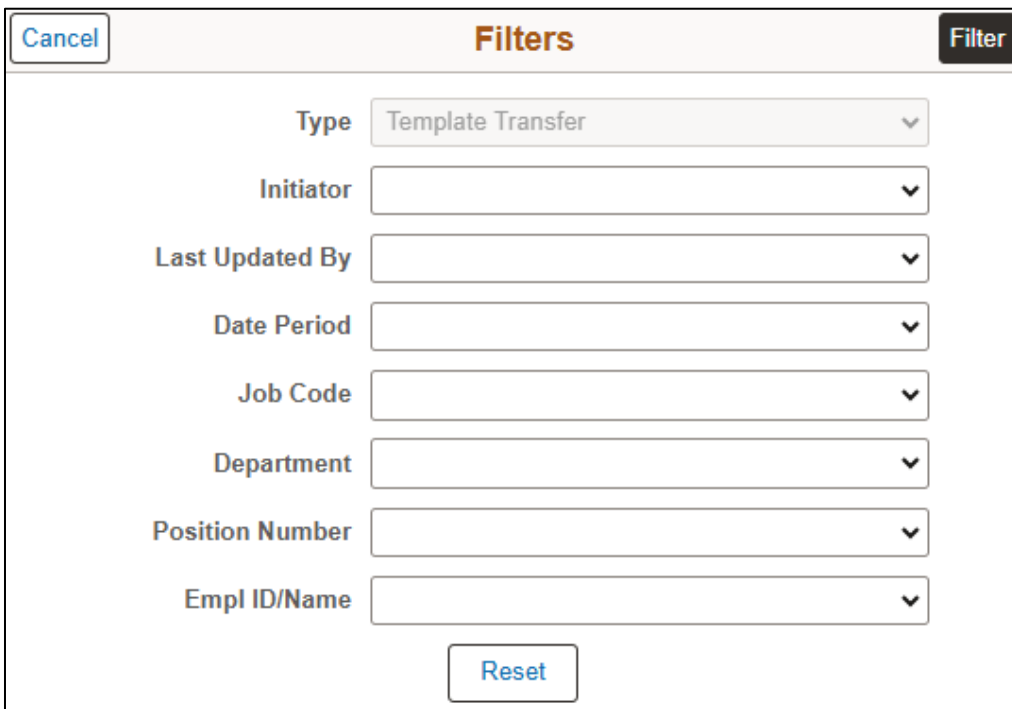 Cancel Filters Filter
Type Template Transfer
Initiator
Last Updated By
Date Period
Job Code
Department
Position Number
Empl ID/Name
Reset